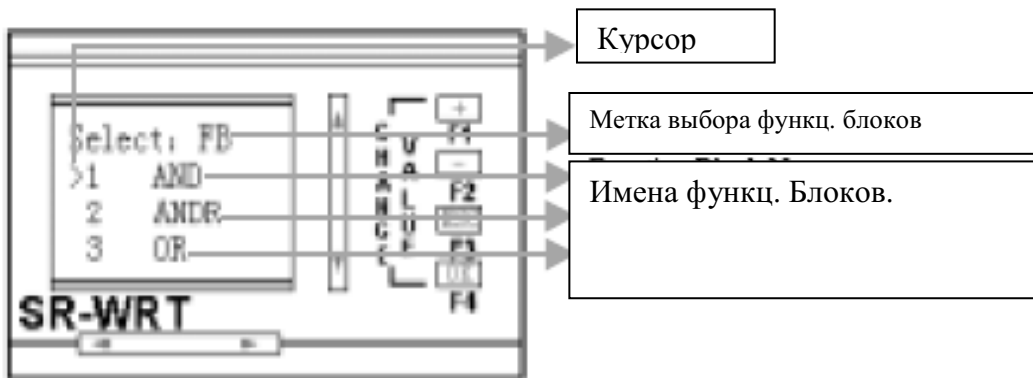 Курсор
Метка выбора функц. блоков
Имена функц. Блоков.
Select: FB
>1 AND
2 ANDR
3 OR
CHANGE
VALUE
+
F1
-
F2
F3
F4
SR-WRT